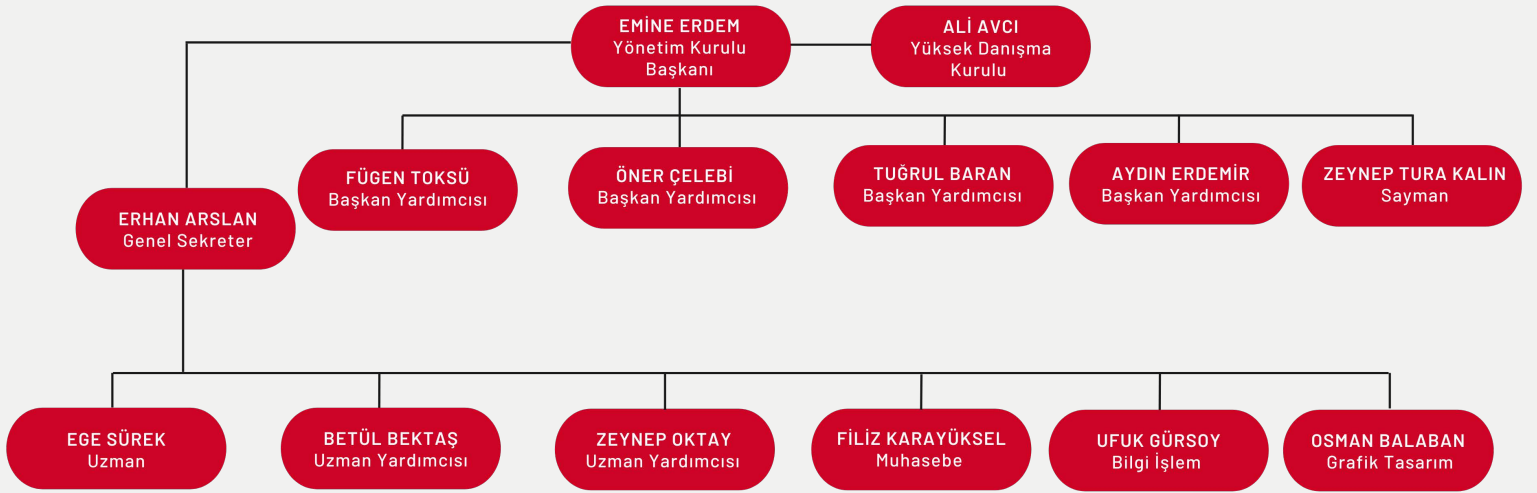 EMİNE ERDEM
Yönetim Kurulu
Başkanı
ALİ AVCI
Yüksek Danışma
Kurulu
FÜGEN TOKSÜ
Başkan Yardımcısı
ÖNER ÇELEBİ
Başkan Yardımcısı
TUĞRUL BARAN
Başkan Yardımcısı
AYDIN ERDEMİR
Başkan Yardımcısı
ZEYNEP TURA KALIN
Sayman
ERHAN ARSLAN
Genel Sekreter
EGE SÜREK
Uzman
BETÜL BEKTAŞ
Uzman Yardımcısı
ZEYNEP OKTAY
Uzman Yardımcısı
FİLİZ KARAYÜKSEL
Muhasebe
UFUK GÜRSOY
Bilgi İşlem
OSMAN BALABAN
Grafik Tasarım